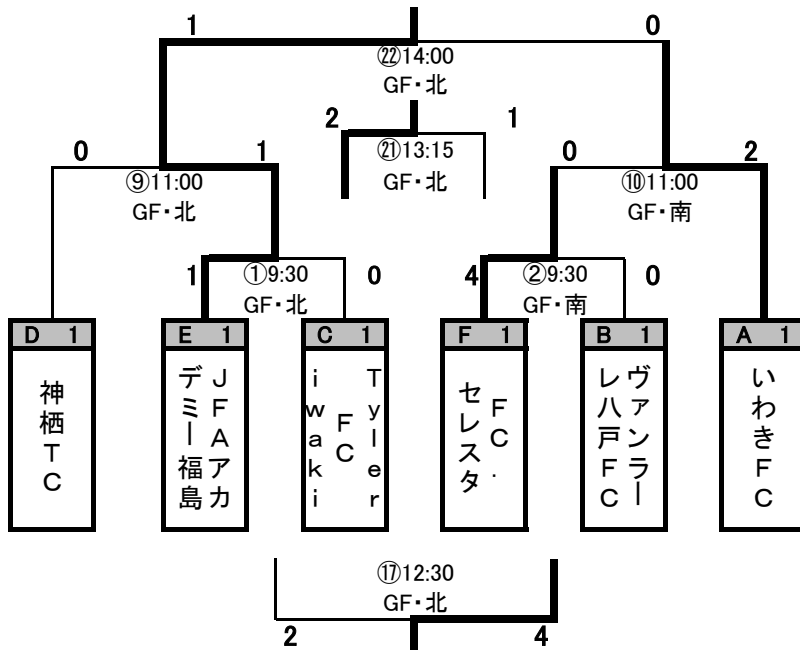 1 0
㉒14:00
GF・北
2 1
㉑13:15
GF・北
0 1
⑨11:00
GF・北
0 2
⑩11:00
GF・南
1 0
①9:30
GF・北
4 0
②9:30
GF・南
D 1
神栖TC
E 1
JFAアカ
デミー福島
C 1
Tyler
FC
iwaki
F 1
FC.
セレスタ
B 1
ヴァンラー
レ八戸FC
A 1
いわきFC
⑰12:30
GF・北
2 4